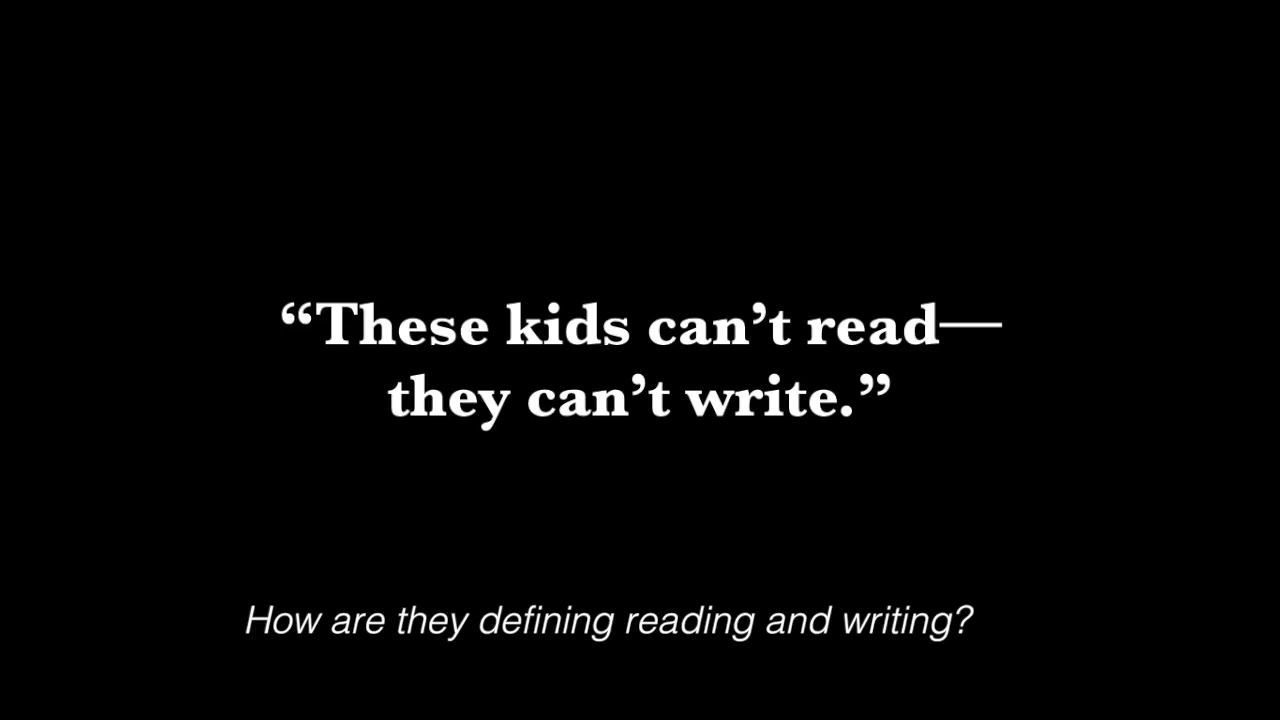 “These kids can’t read—
they can’t write.”
How are they defining reading and writing?